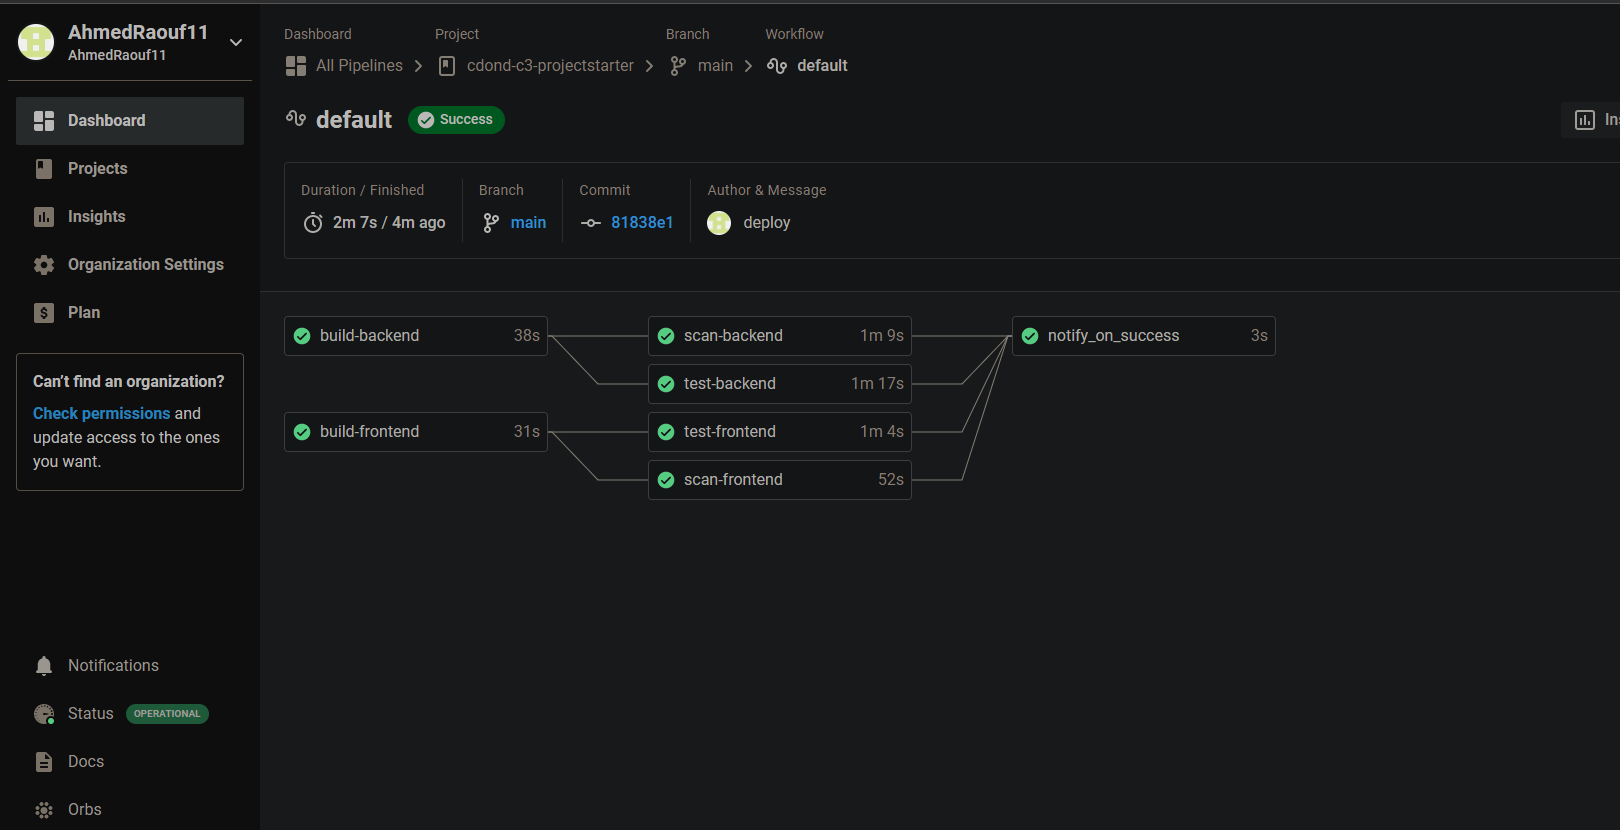 AhmedRaouf11
AhmedRaouf11
Dashboard
Projects
Insights
Organization Settings
Plan
Can't find an organization?
Check permissions and
update access to the ones
you want.
Notifications
Status OPERATIONAL
Docs
Orbs
Dashboard Project Branch Workflow
All Pipelines cdond-c3-projectstarter main default
default Success
Duration / Finished Branch Commit Author & Message
2m 7s / 4m ago main 81838e1 deploy
build-backend 38s scan-backend 1m 9s notify_on_success 3s
test-backend 1m 17s
build-frontend 31s test-frontend 1m 4s
scan-frontend 52s